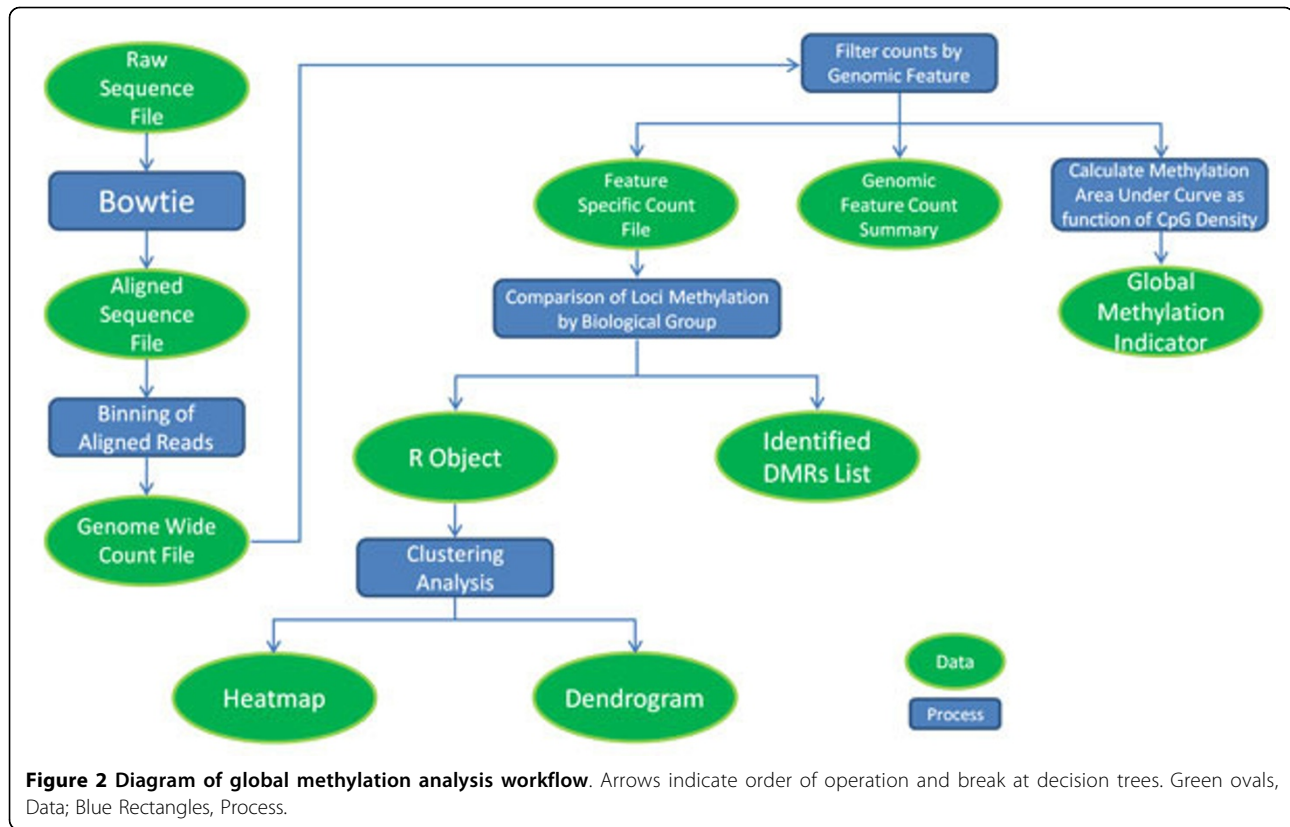 Raw
Sequence
File
Bowtie
Aligned
Sequence
File
Binning of
Aligned Reads
Genome Wide
Count File
Filter counts by
Genomic Feature
Feature
Specific Count
File
Genomic
Feature Count
Summary
Calculate Methylation
Area Under Curve as
function of CpG Density
Global
Methylation
Indicator
Comparison of Loci Methylation
by Biological Group
R Object
Identified
DMRs List
Clustering
Analysis
Heatmap
Dendrogram
Data
Process
Figure 2 Diagram of global methylation analysis workflow. Arrows indicate order of operation and break at decision trees. Green ovals,
Data; Blue Rectangles, Process.